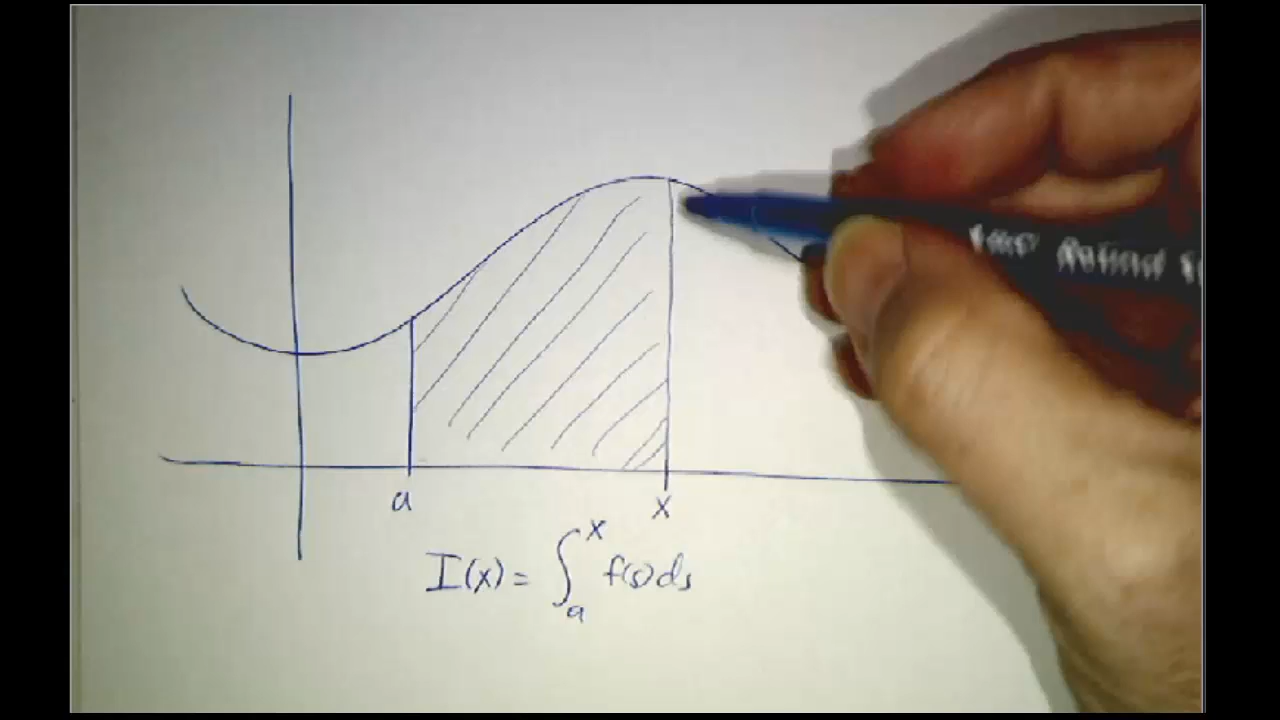 a
x
I(x) = ∫ₐˣ f(s) ds